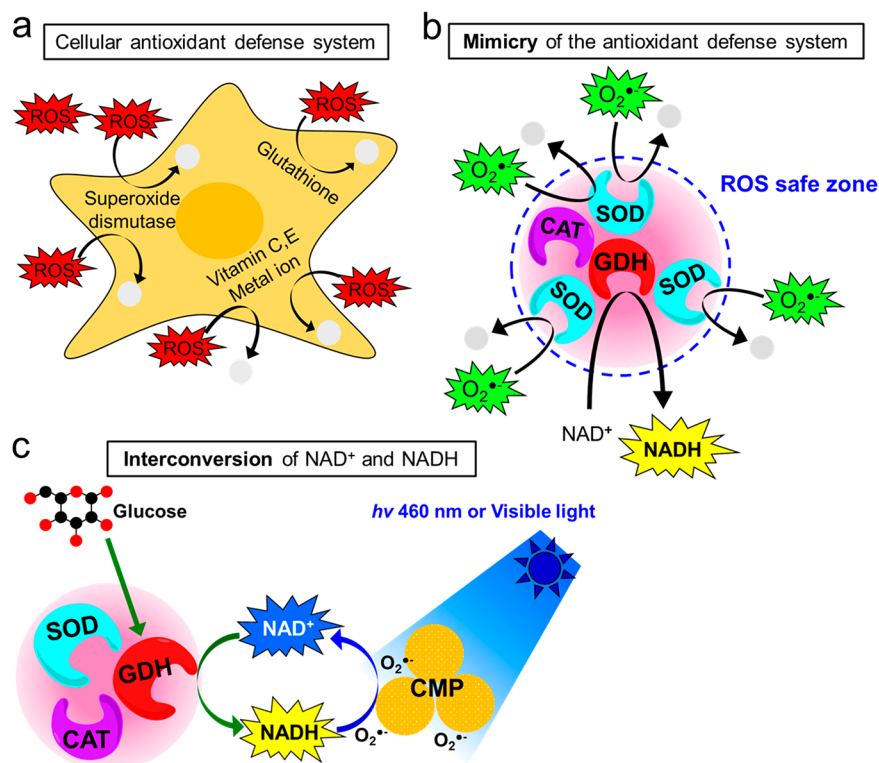 a
Cellular antioxidant defense system
ROS
ROS
ROS
Superoxide
dismutase
Glutathione
ROS
Vitamin C,E
Metal ion
ROS
ROS
b
Mimicry of the antioxidant defense system
O₂•-
O₂•-
ROS safe zone
SOD
CAT
GDH
SOD
SOD
O₂•-
O₂•-
NAD⁺
NADH
c
Interconversion of NAD⁺ and NADH
Glucose
hv 460 nm or Visible light
SOD
GDH
CAT
NAD⁺
NADH
O₂•-
CMP
O₂•-
O₂•-